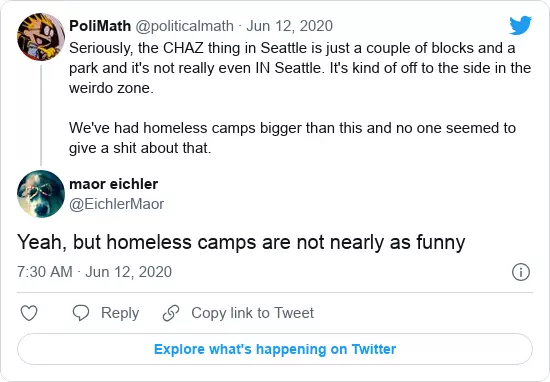 PoliMath @politicalmath · Jun 12, 2020
Seriously, the CHAZ thing in Seattle is just a couple of blocks and a
park and it's not really even IN Seattle. It's kind of off to the side in the
weirdo zone.
We've had homeless camps bigger than this and no one seemed to
give a shit about that.
maor eichler
@EichlerMaor
Yeah, but homeless camps are not nearly as funny
7:30 AM · Jun 12, 2020
Reply
Copy link to Tweet
Explore what's happening on Twitter